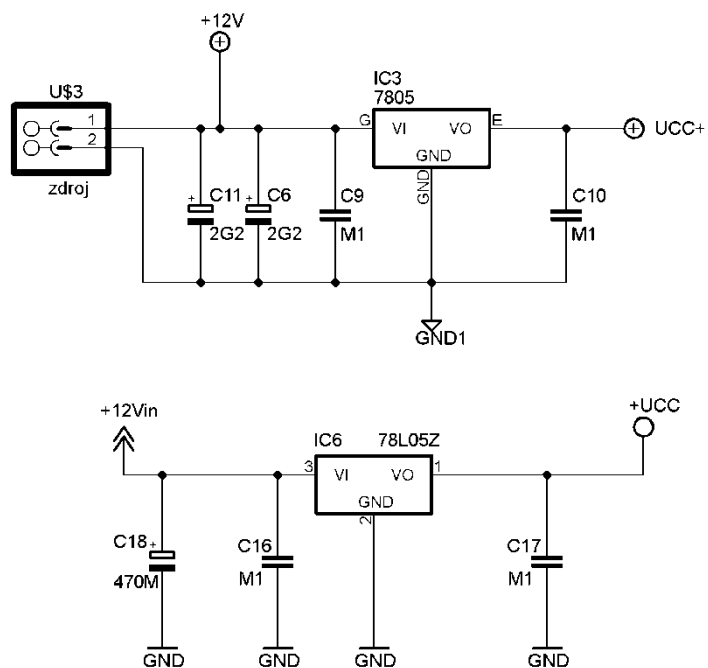 +12V
U$3
1
2
zdroj
IC3
7805
G
VI
VO
E
GND
GND
UCC+
+
C11
2G2
+
C6
2G2
C9
M1
C10
M1
GND1
+12Vin
+UCC
IC6
78L05Z
3
VI
VO
1
GND
2
C18
+
470M
C16
M1
C17
M1
GND
GND
GND
GND